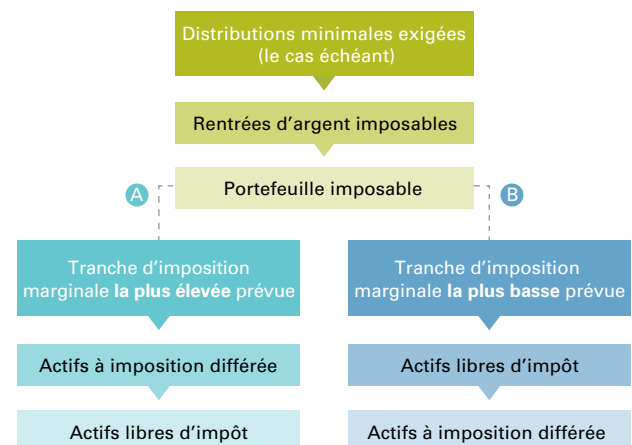 Distributions minimales exigées
(le cas échéant)
Rentrées d'argent imposables
Portefeuille imposable
A
B
Tranche d'imposition
marginale la plus élevée prévue
Tranche d'imposition
marginale la plus basse prévue
Actifs à imposition différée
Actifs libres d'impôt
Actifs libres d'impôt
Actifs à imposition différée